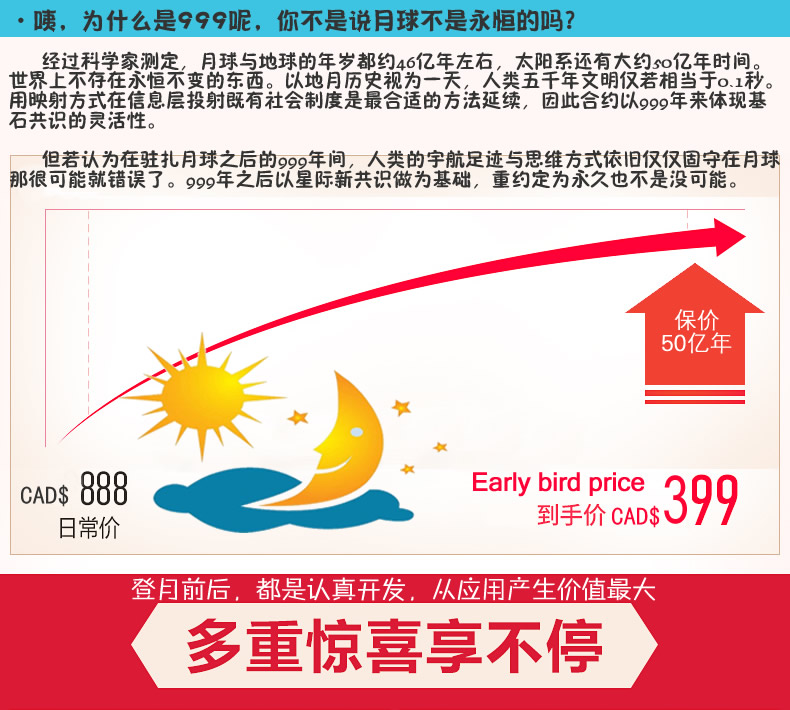 ·咦，为什么是999呢，你不是说月球不是永恒的吗?
经过科学家测定，月球与地球的年岁都约46亿年左右，太阳系还有大约50亿年时间。
世界上不存在永恒不变的东西。以地月历史视为一天，人类五千年文明仅若相当于0.1秒。
用映射方式在信息层投射既有社会制度是最合适的方法延续，因此合约以999年来体现基
石共识的灵活性。
但若认为在驻扎月球之后的999年间，人类的宇航足迹与思维方式依旧仅仅固守在月球
那很可能就错误了。999年之后以星际新共识做为基础，重约定为永久也不是没可能。
保价
50亿年
CAD$ 888
日常价
Early bird price
到手价 CAD$399
登月前后，都是认真开发，从应用产生价值最大
多重惊喜享不停